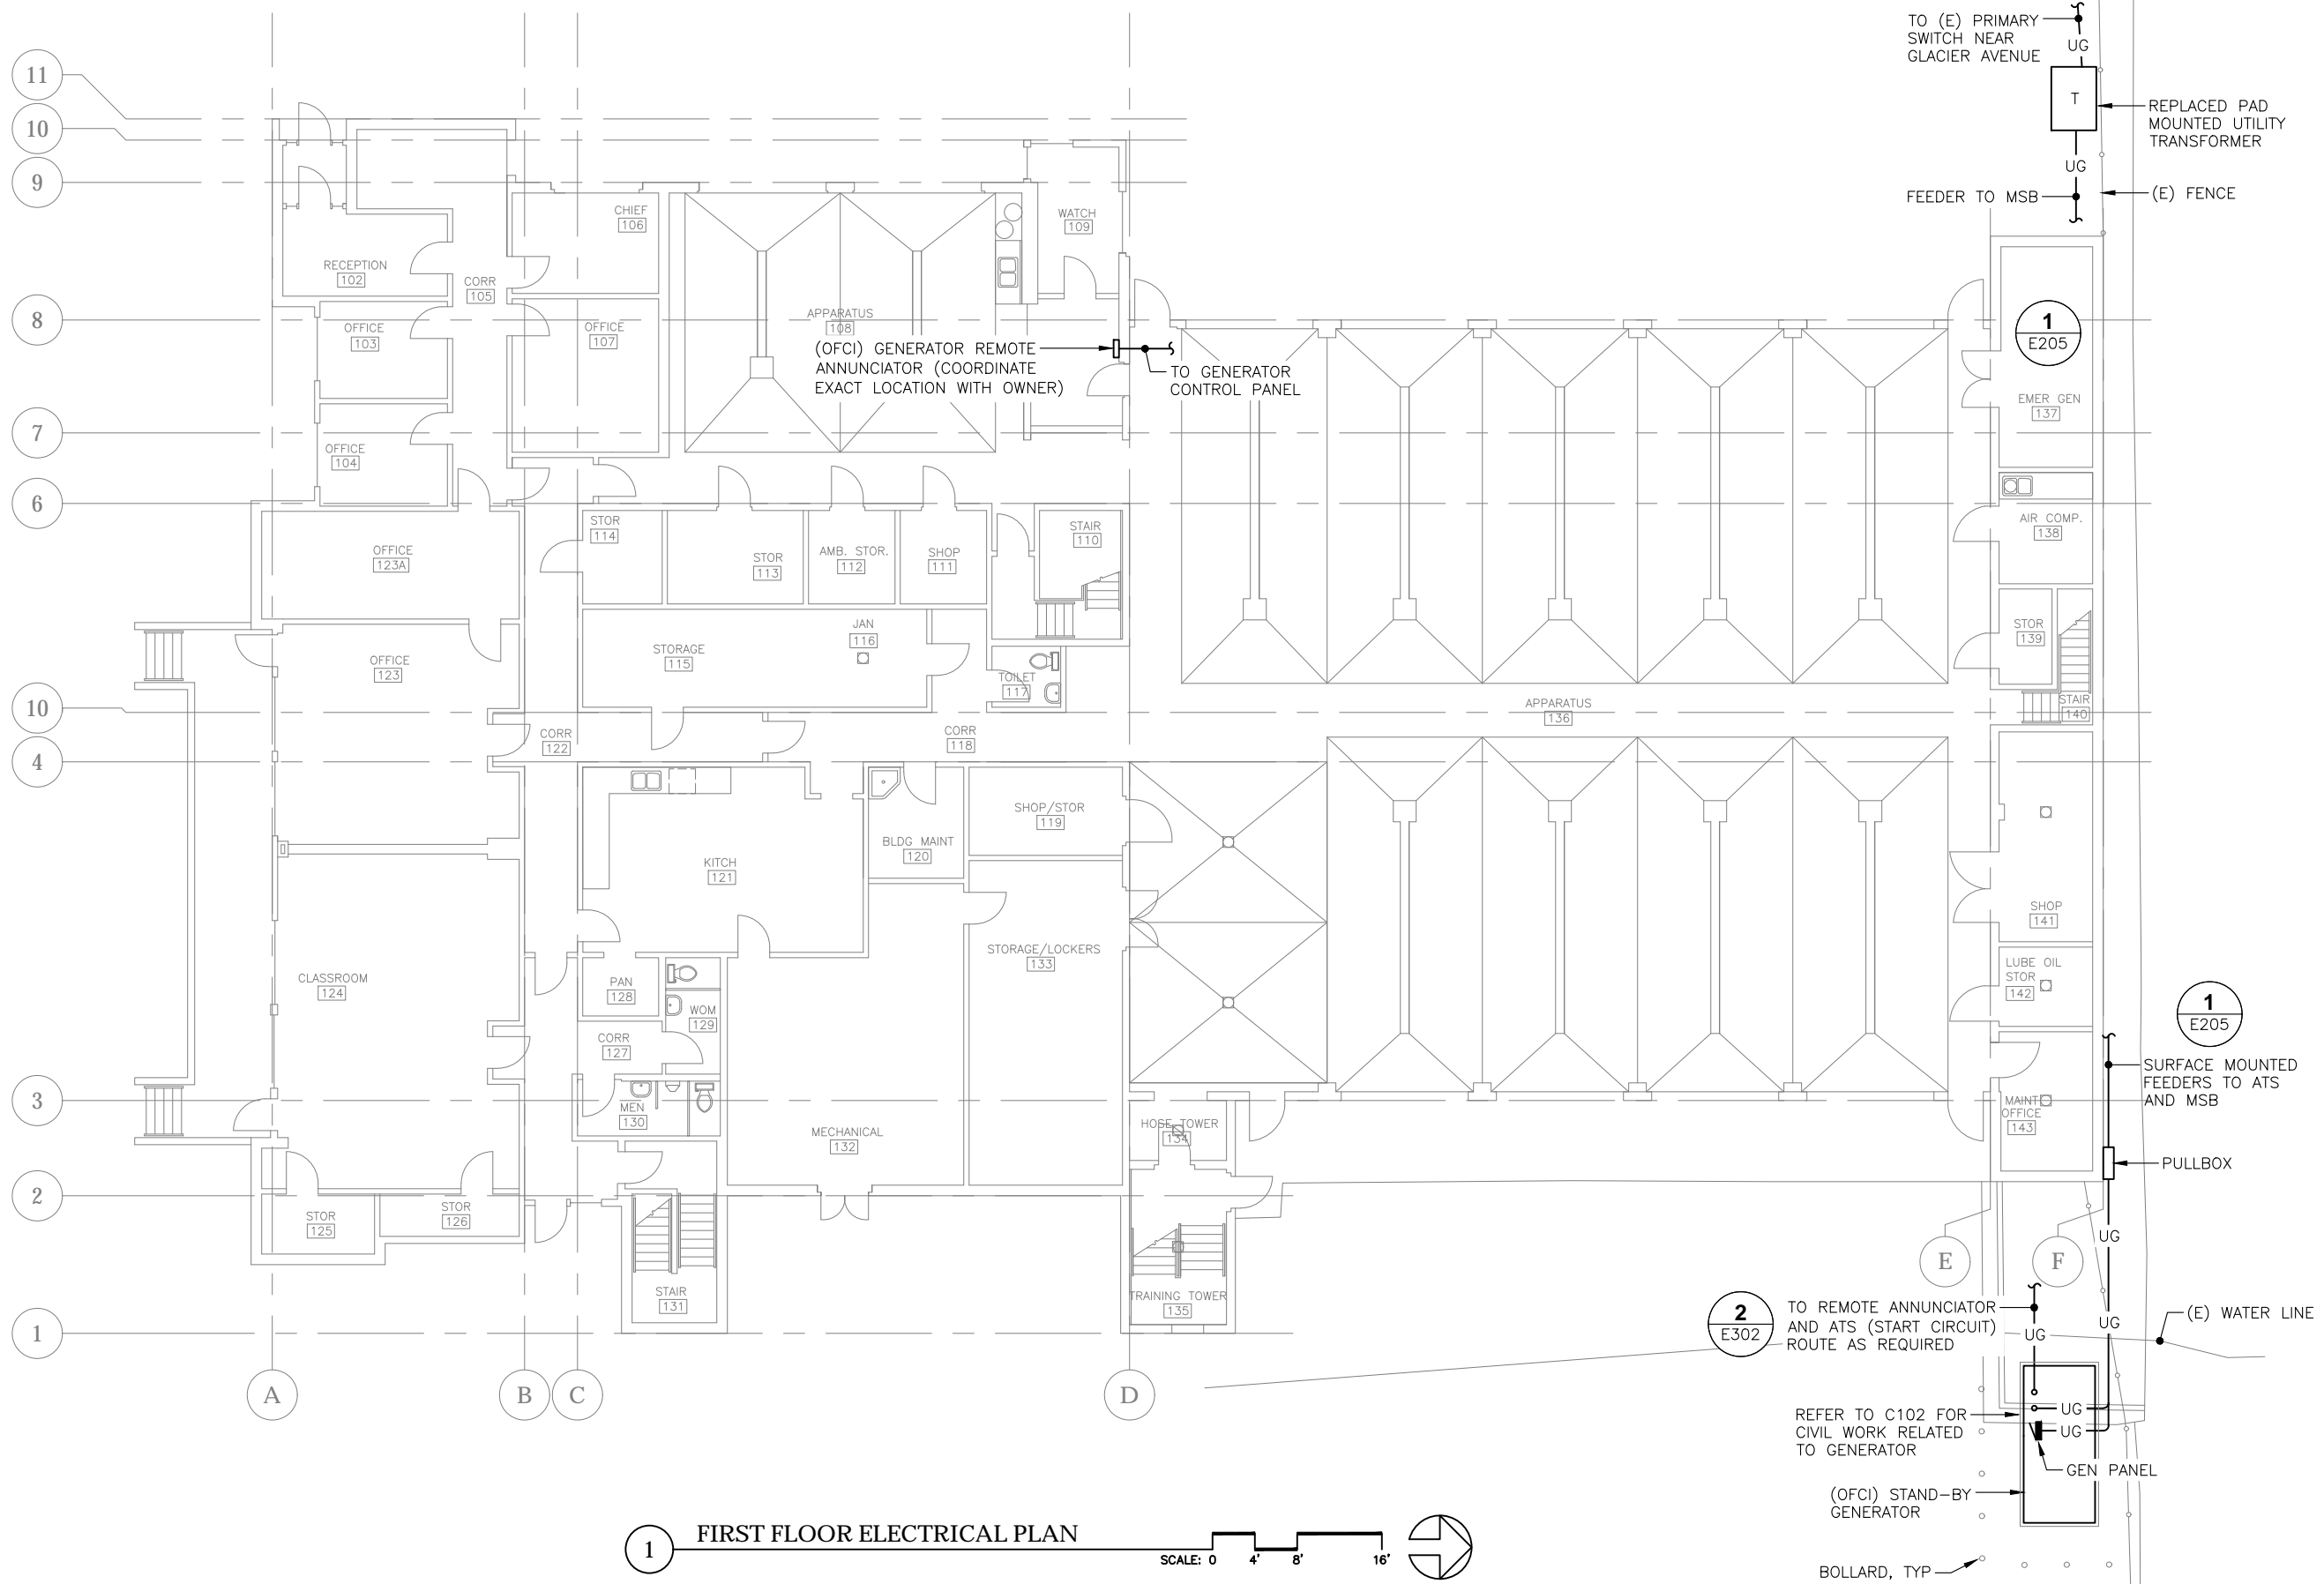 TO (E) PRIMARY
SWITCH NEAR
GLACIER AVENUE
UG
T
REPLACED PAD
MOUNTED UTILITY
TRANSFORMER
UG
FEEDER TO MSB
(E) FENCE
11
10
9
8
7
6
10
4
3
2
1
CHIEF
106
WATCH
109
RECEPTION
102
CORR
105
OFFICE
103
OFFICE
107
APPARATUS
108
(OFCI) GENERATOR REMOTE
ANNUNCIATOR (COORDINATE
EXACT LOCATION WITH OWNER)
TO GENERATOR
CONTROL PANEL
1
E205
EMER GEN
137
OFFICE
104
STOR
114
STOR
113
AMB. STOR.
112
SHOP
111
STAIR
110
AIR COMP.
138
OFFICE
123A
JAN
116
STORAGE
115
TOILET
117
STOR
139
OFFICE
123
STAIR
140
APPARATUS
136
CORR
122
CORR
118
SHOP/STOR
119
BLDG MAINT
120
KITCH
121
SHOP
141
STORAGE/LOCKERS
133
LUBE OIL
STOR
142
CLASSROOM
124
PAN
128
WOM
129
CORR
127
1
E205
SURFACE MOUNTED
FEEDERS TO ATS
AND MSB
MEN
130
MECHANICAL
132
HOSE TOWER
134
MAINT
OFFICE
143
PULLBOX
STOR
125
STOR
126
UG
E
F
STAIR
131
TRAINING TOWER
135
2
E302
TO REMOTE ANNUNCIATOR
AND ATS (START CIRCUIT)
ROUTE AS REQUIRED
UG
UG
(E) WATER LINE
A
B
C
D
REFER TO C102 FOR
CIVIL WORK RELATED
TO GENERATOR
UG
UG
GEN PANEL
(OFCI) STAND-BY
GENERATOR
BOLLARD, TYP
1
FIRST FLOOR ELECTRICAL PLAN
SCALE: 0 4' 8' 16'